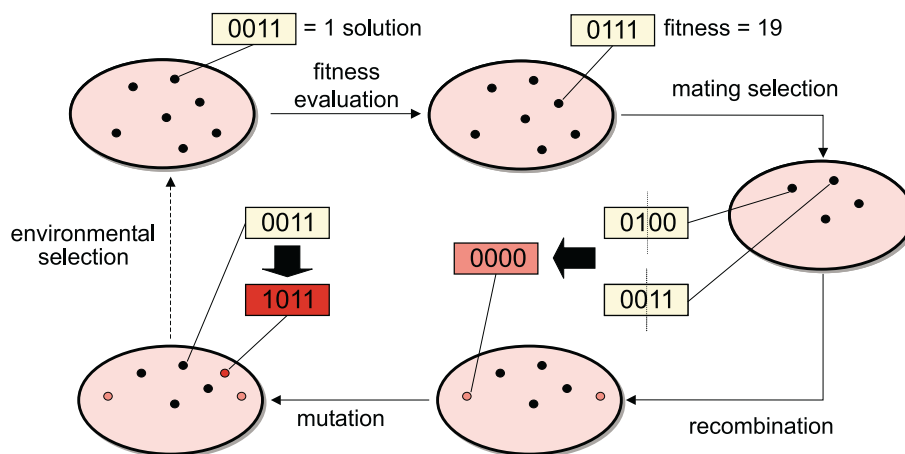 0011 = 1 solution
0111 fitness = 19
fitness
evaluation
mating selection
environmental
selection
0011
1011
0000
0100
0011
mutation
recombination